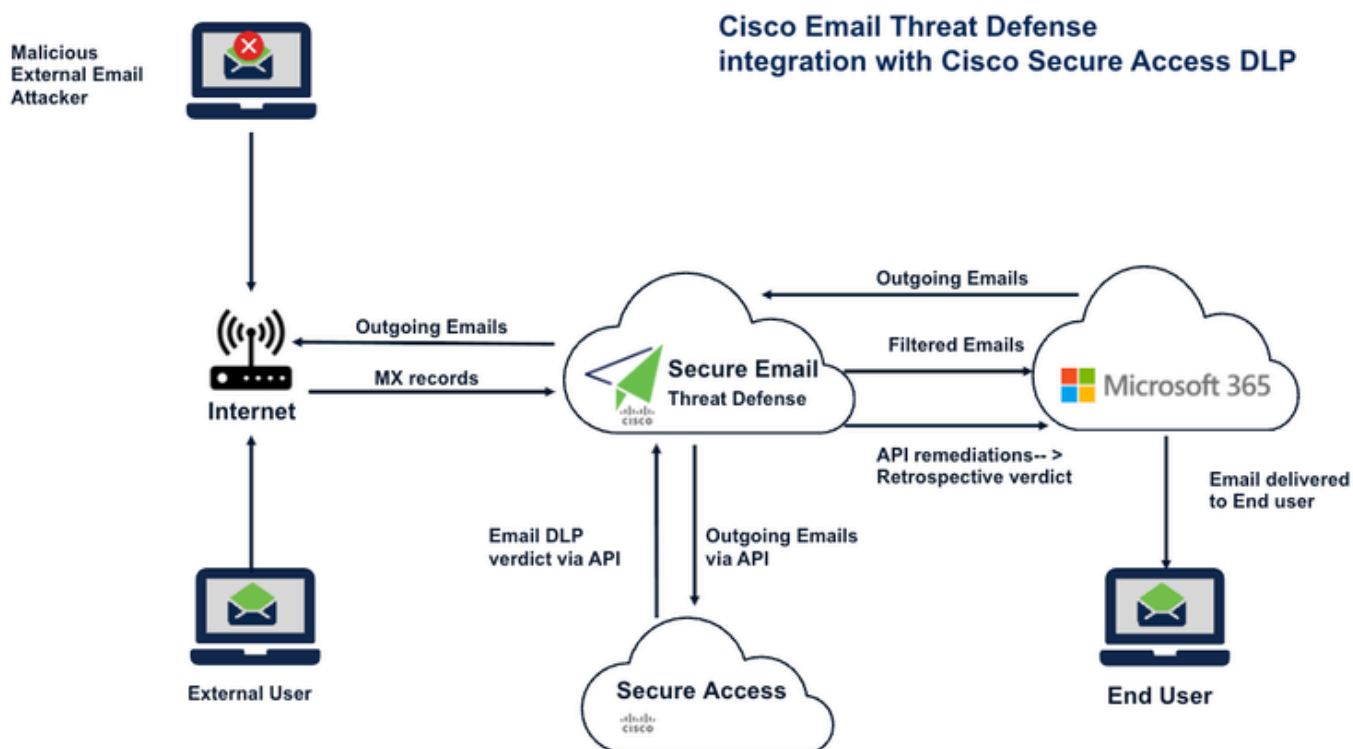 Cisco Email Threat Defense
integration with Cisco Secure Access DLP
Malicious
External Email
Attacker
Outgoing Emails
Outgoing Emails
Filtered Emails
MX records
Secure Email
Threat Defense
cisco
Microsoft 365
Internet
API remediations-- >
Retrospective verdict
Email delivered
to End user
Email DLP
verdict via API
Outgoing Emails
via API
External User
Secure Access
cisco
End User